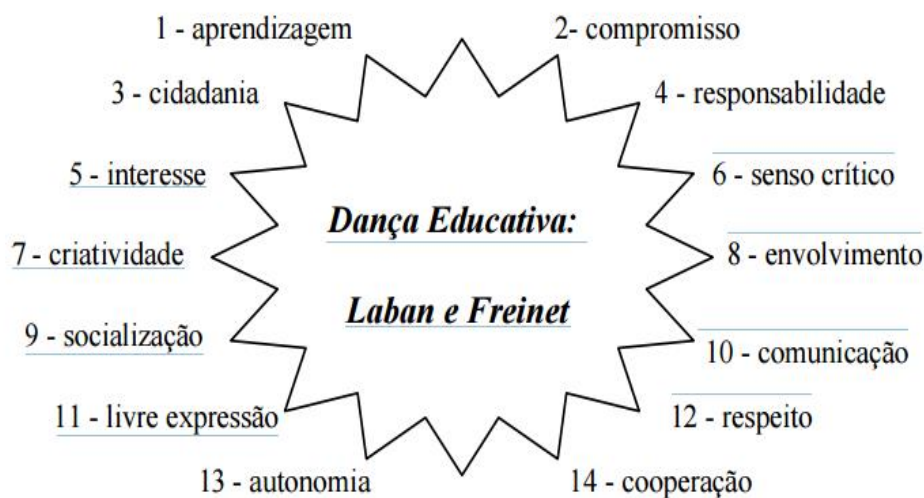 1 - aprendizagem
2- compromisso
3 - cidadania
4 - responsabilidade
5 - interesse
6 - senso crítico
Dança Educativa:
7 - criatividade
8 - envolvimento
Laban e Freinet
9 - socialização
10 - comunicação
11 - livre expressão
12 - respeito
13 - autonomia
14 - cooperação